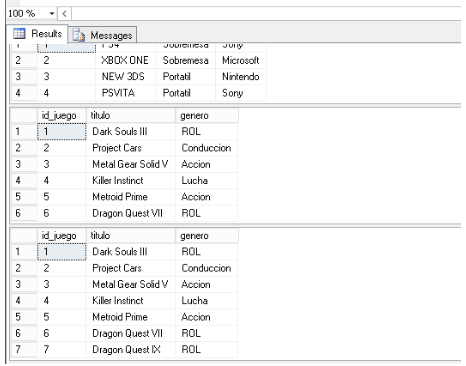 100 %
Results Messages
1 1 PS4 Sobremesa Sony
2 2 XBOX ONE Sobremesa Microsoft
3 3 NEW 3DS Portatil Nintendo
4 4 PSVITA Portatil Sony
id_juego titulo genero
1 1 Dark Souls III ROL
2 2 Project Cars Conduccion
3 3 Metal Gear Solid V Accion
4 4 Killer Instinct Lucha
5 5 Metroid Prime Accion
6 6 Dragon Quest VII ROL
id_juego titulo genero
1 1 Dark Souls III ROL
2 2 Project Cars Conduccion
3 3 Metal Gear Solid V Accion
4 4 Killer Instinct Lucha
5 5 Metroid Prime Accion
6 6 Dragon Quest VII ROL
7 7 Dragon Quest IX ROL